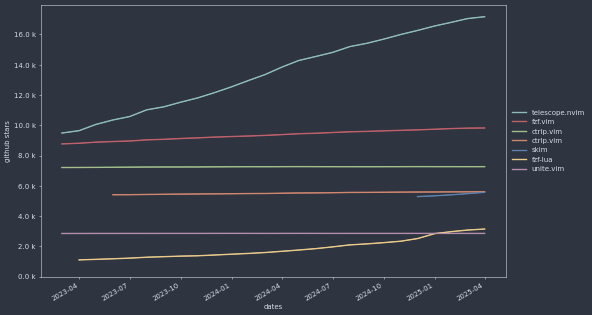 16.0 k
14.0 k
12.0 k
10.0 k
8.0 k
6.0 k
4.0 k
2.0 k
0.0 k
github stars
2023-04
2023-07
2023-10
2024-01
2024-04
2024-07
2024-10
2025-01
2025-04
dates
telescope.nvim
fzf.vim
ctrlp.vim
ctrlp.vim
skim
fzf-lua
unite.vim